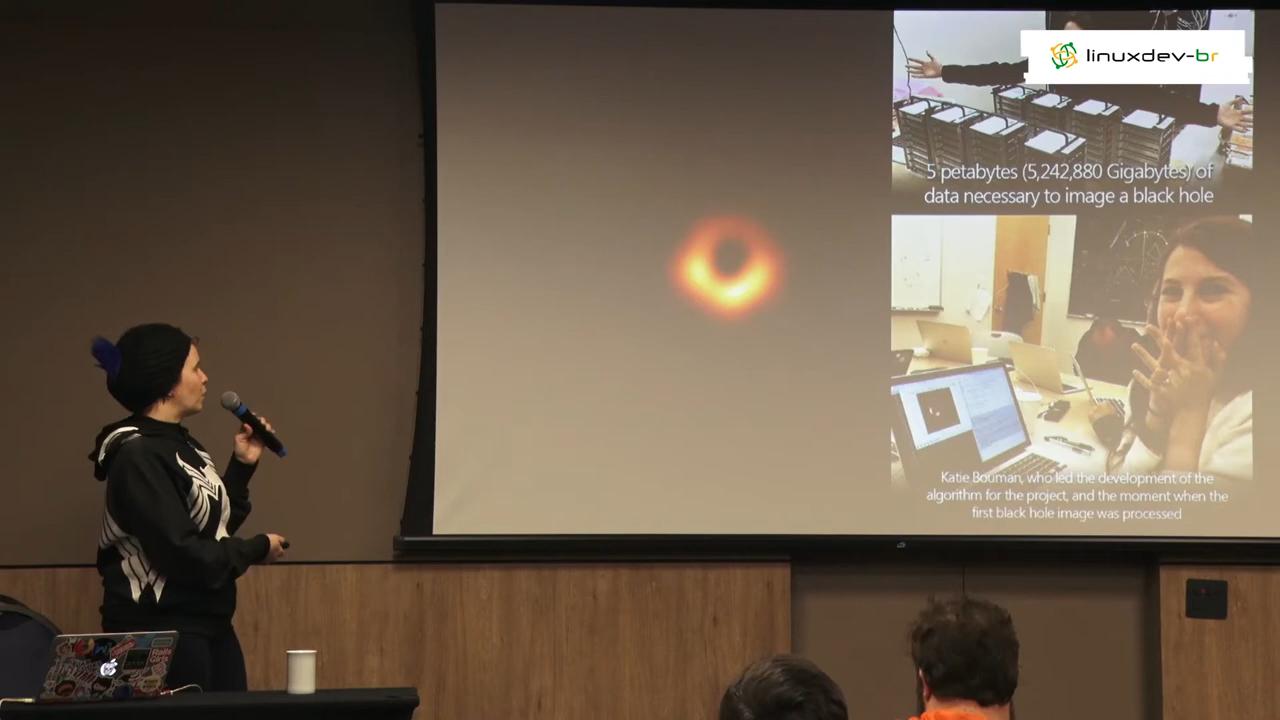 linuxdev-br
5 petabytes (5,242,880 Gigabytes) of
data necessary to image a black hole
Katie Bouman, who led the development of the
algorithm for the project, and the moment when the
first black hole image was processed
Rails
Girls